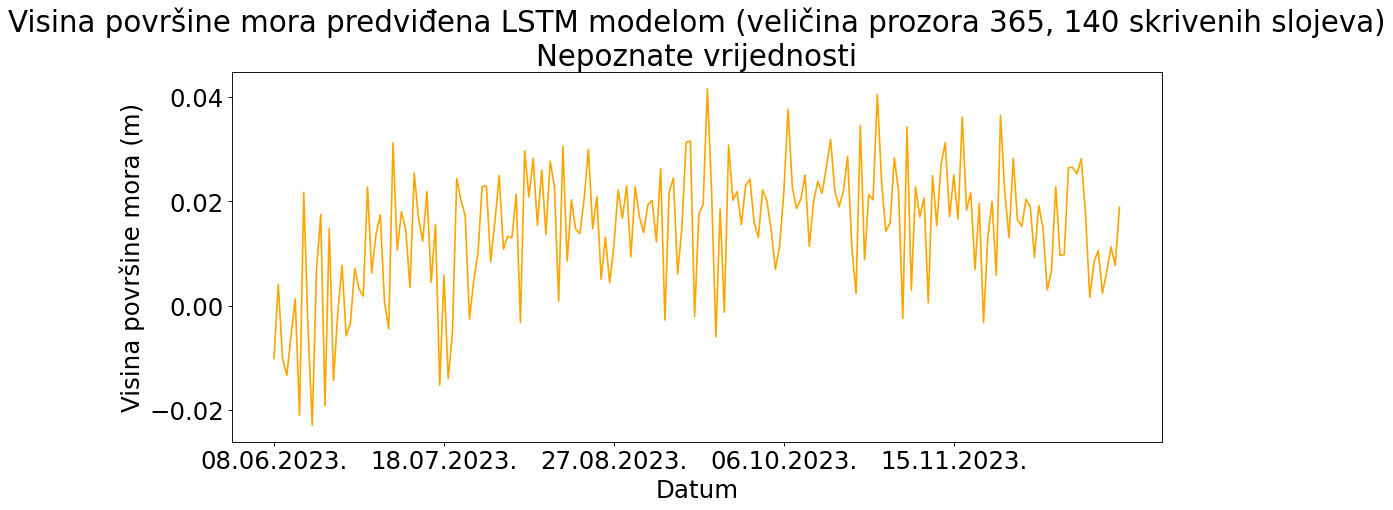 Visina površine mora predviđena LSTM modelom (veličina prozora 365, 140 skrivenih slojeva)
Nepoznate vrijednosti
Visina površine mora (m)
0.04
0.02
0.00
−0.02
08.06.2023. 18.07.2023. 27.08.2023. 06.10.2023. 15.11.2023.
Datum